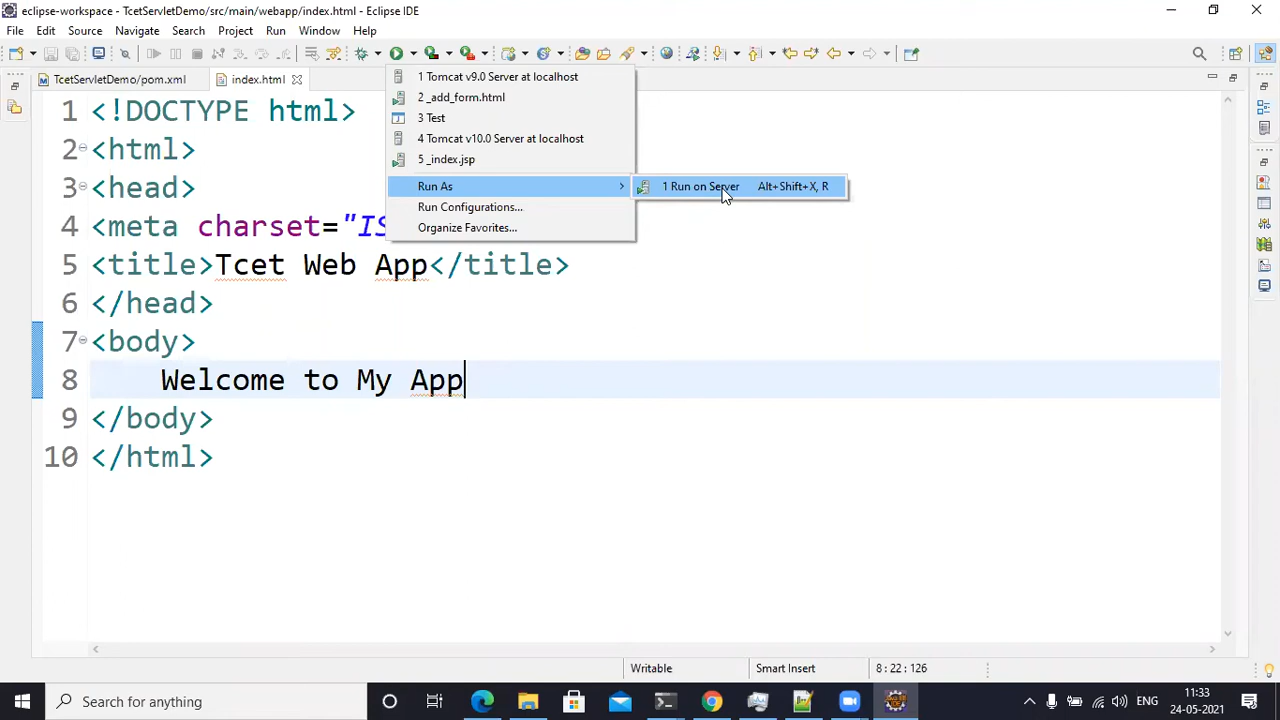 eclipse-workspace - TcetServletDemo/src/main/webapp/index.html - Eclipse IDE
File Edit Source Navigate Search Project Run Window Help
TcetServletDemo/pom.xml index.html
1 Tomcat v9.0 Server at localhost
2 _add_form.html
3 Test
4 Tomcat v10.0 Server at localhost
5 _index.jsp
Run As
1 Run on Server Alt+Shift+X, R
Run Configurations...
Organize Favorites...
1 <!DOCTYPE html>
2 <html>
3 <head>
4 <meta charset="IS
5 <title>Tcet Web App</title>
6 </head>
7 <body>
8 Welcome to My App
9 </body>
10 </html>
Writable Smart Insert 8 : 22 : 126
Search for anything
ENG
11:33
24-05-2021